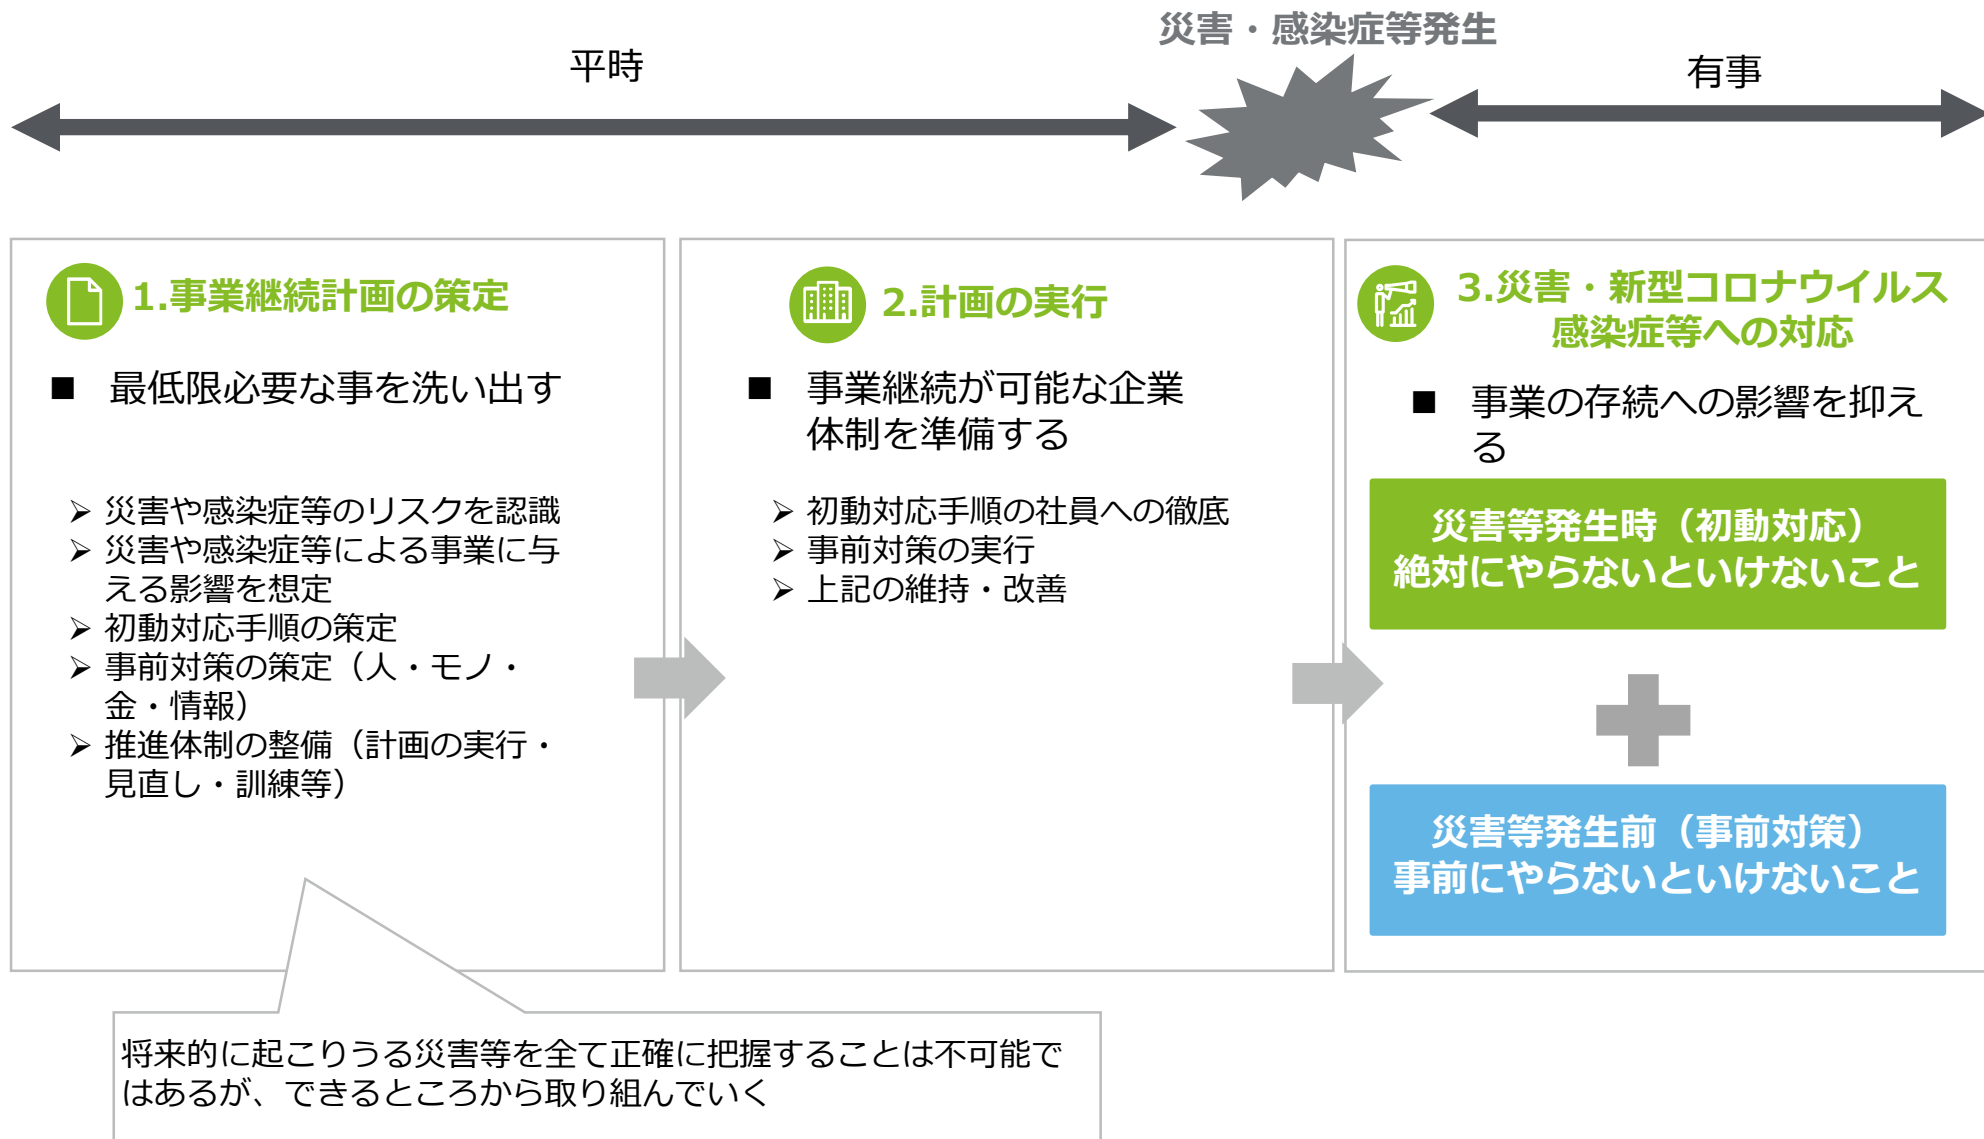 災害・感染症等発生
平時
有事
1.事業継続計画の策定
■ 最低限必要な事を洗い出す
➢ 災害や感染症等のリスクを認識
➢ 災害や感染症等による事業に与
える影響を想定
➢ 初動対応手順の策定
➢ 事前対策の策定（人・モノ・
金・情報）
➢ 推進体制の整備（計画の実行・
見直し・訓練等）
2.計画の実行
■ 事業継続が可能な企業
体制を準備する
➢ 初動対応手順の社員への徹底
➢ 事前対策の実行
➢ 上記の維持・改善
3.災害・新型コロナウイルス
感染症等への対応
■ 事業の存続への影響を抑え
る
災害等発生時（初動対応）
絶対にやらないといけないこと
災害等発生前（事前対策）
事前にやらないといけないこと
将来的に起こりうる災害等を全て正確に把握することは不可能で
はあるが、できるところから取り組んでいく